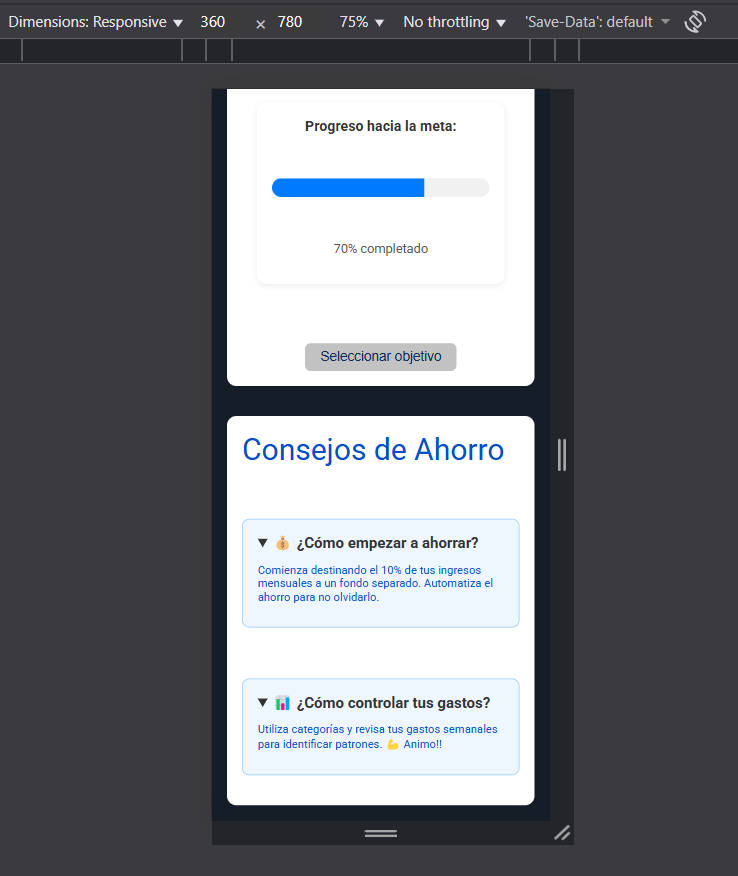 Dimensions: Responsive ▼ 360 × 780 75% ▼ No throttling ▼ 'Save-Data': default ▼
Progreso hacia la meta:
70% completado
Seleccionar objetivo
Consejos de Ahorro
▼ 💰 ¿Cómo empezar a ahorrar?
Comienza destinando el 10% de tus ingresos
mensuales a un fondo separado. Automatiza el
ahorro para no olvidarlo.
▼ 📊 ¿Cómo controlar tus gastos?
Utiliza categorías y revisa tus gastos semanales
para identificar patrones. 💪 Animo!!